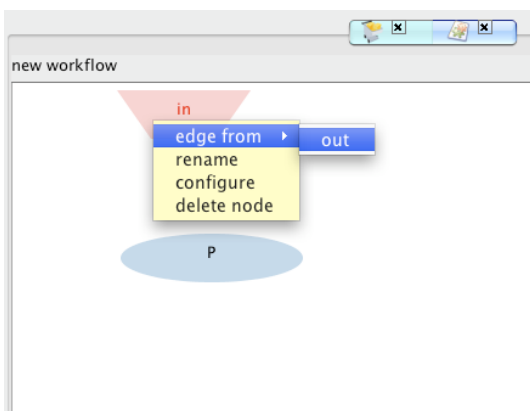 new workflow
in
edge from
out
rename
configure
delete node
P